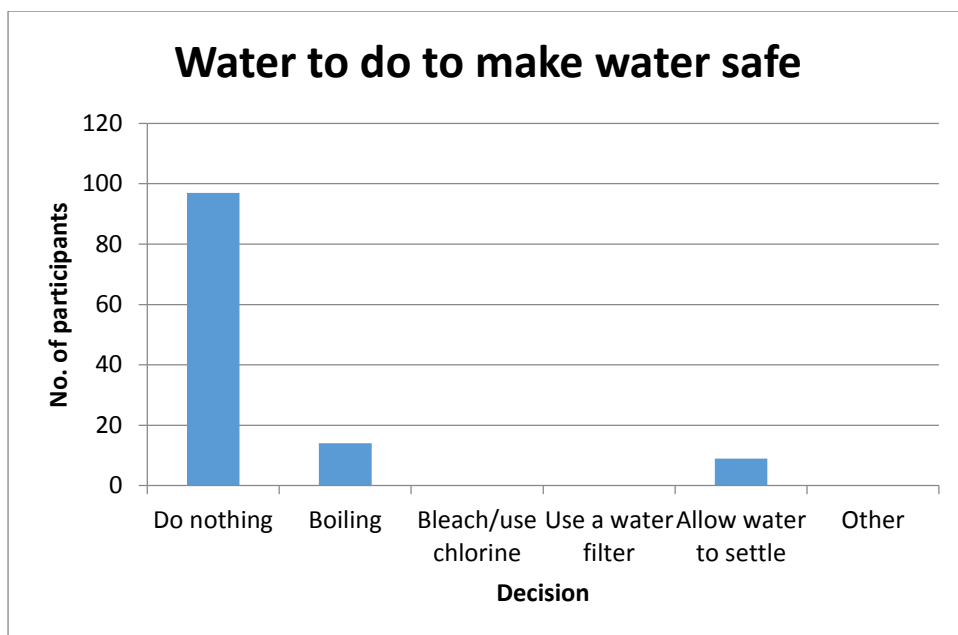 Water to do to make water safe
120
100
80
60
40
20
0
No. of participants
Do nothing
Boiling
Bleach/use
chlorine
Use a water
filter
Allow water
to settle
Other
Decision